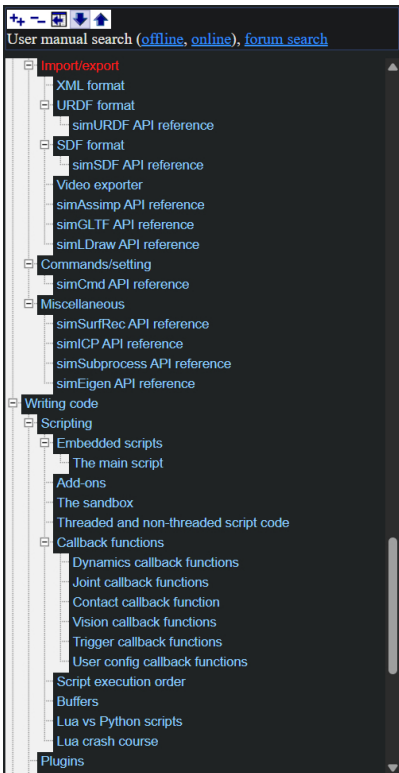 User manual search (offline, online), forum search
Import/export
XML format
URDF format
simURDF API reference
SDF format
simSDF API reference
Video exporter
simAssimp API reference
simGLTF API reference
simLDraw API reference
Commands/setting
simCmd API reference
Miscellaneous
simSurfRec API reference
simICP API reference
simSubprocess API reference
simEigen API reference
Writing code
Scripting
Embedded scripts
The main script
Add-ons
The sandbox
Threaded and non-threaded script code
Callback functions
Dynamics callback functions
Joint callback functions
Contact callback function
Vision callback functions
Trigger callback functions
User config callback functions
Script execution order
Buffers
Lua vs Python scripts
Lua crash course
Plugins